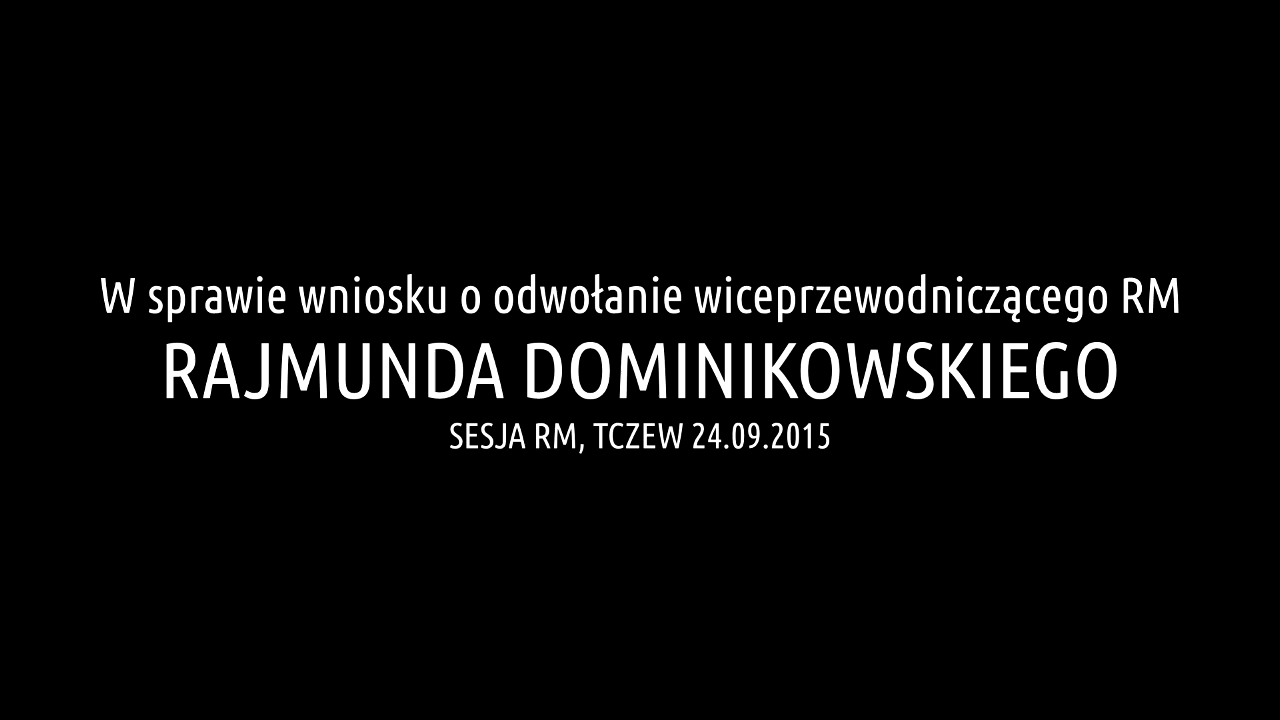 W sprawie wniosku o odwołanie wiceprzewodniczącego RM
RAJMUNDA DOMINIKOWSKIEGO
SESJA RM, TCZEW 24.09.2015